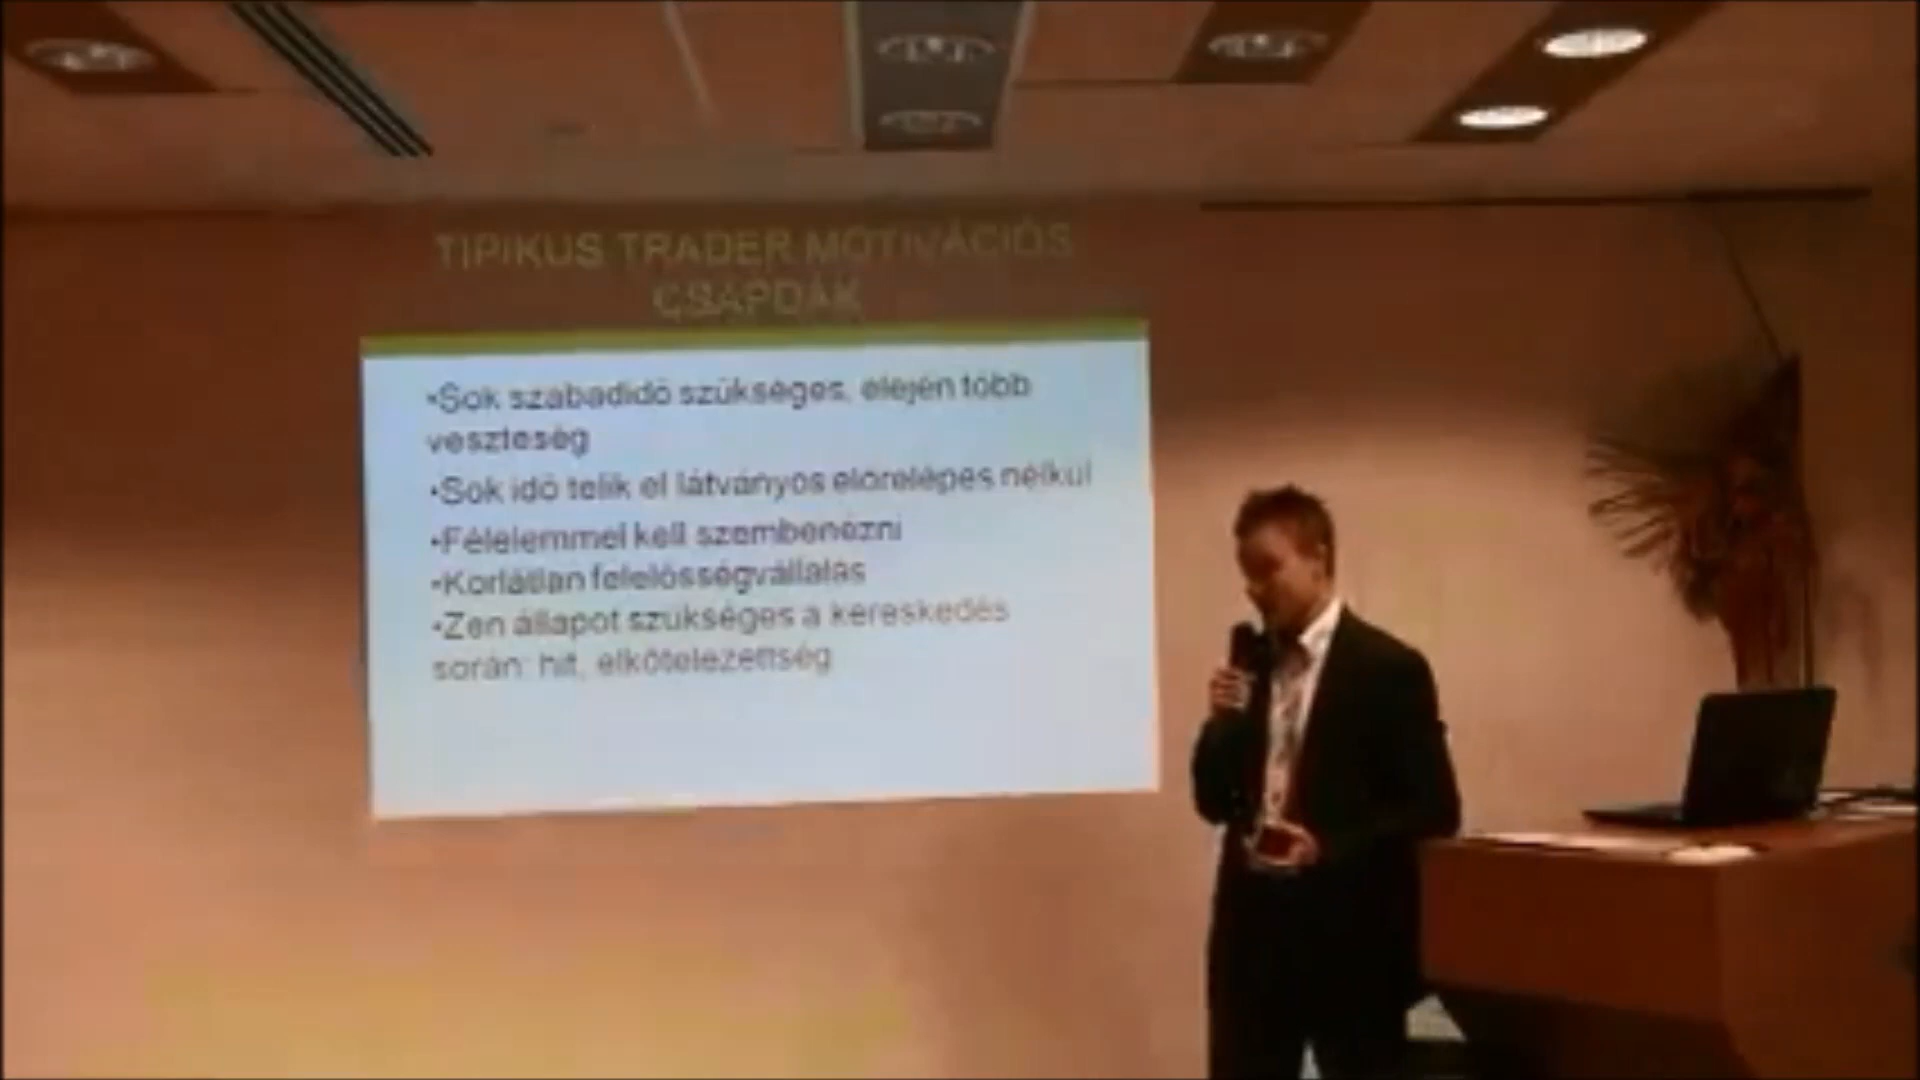 TIPIKUS TRADER MOTIVÁCIÓS
CSAPDÁK
•Sok szabadidő szükséges, elején több
veszteség
•Sok idő telik el látványos előrelépés nélkül
•Félelemmel kell szembenézni
•Korlátlan felelősségvállalás
•Zen állapot szükséges a kereskedés
során: hit, elkötelezettség